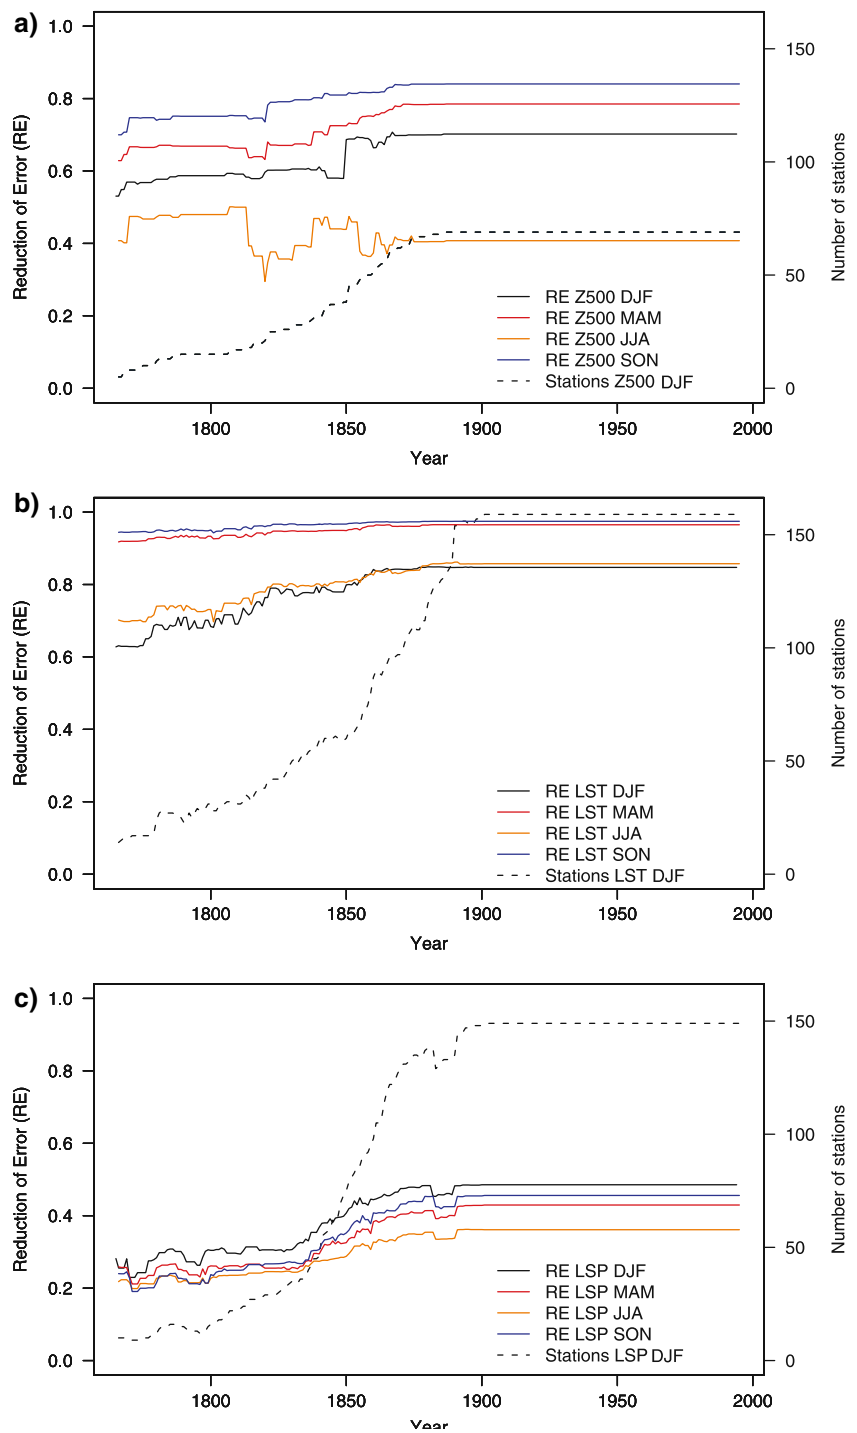 a)
1.0
0.8
0.6
0.4
0.2
0.0
Reduction of Error (RE)
150
100
50
0
Number of stations
RE Z500 DJF
RE Z500 MAM
RE Z500 JJA
RE Z500 SON
Stations Z500 DJF
1800 1850 1900 1950 2000
Year
b)
1.0
0.8
0.6
0.4
0.2
0.0
Reduction of Error (RE)
150
100
50
0
Number of stations
RE LST DJF
RE LST MAM
RE LST JJA
RE LST SON
Stations LST DJF
1800 1850 1900 1950 2000
Year
c)
1.0
0.8
0.6
0.4
0.2
0.0
Reduction of Error (RE)
150
100
50
0
Number of stations
RE LSP DJF
RE LSP MAM
RE LSP JJA
RE LSP SON
Stations LSP DJF
1800 1850 1900 1950 2000
Year